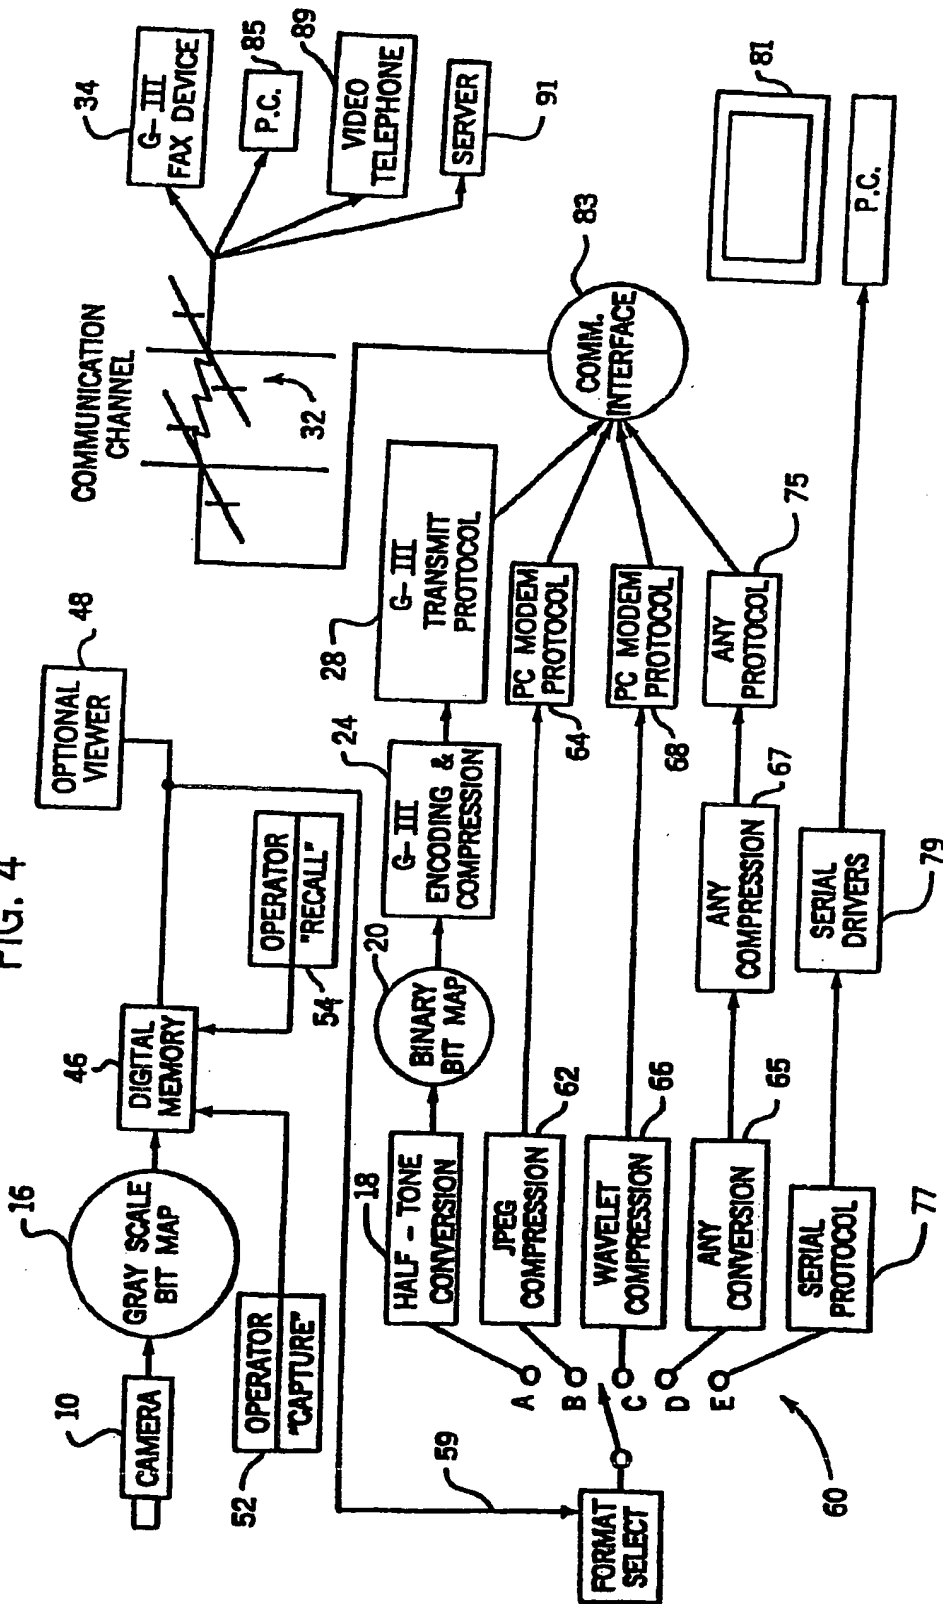 FIG. 4
10
CAMERA
16
GRAY SCALE
BIT MAP
46
DIGITAL
MEMORY
48
OPTIONAL
VIEWER
52
OPERATOR
"CAPTURE"
OPERATOR
"RECALL"
54
COMMUNICATION
CHANNEL
32
34
G-III
FAX DEVICE
85
P.C.
89
VIDEO
TELEPHONE
SERVER
91
59
FORMAT
SELECT
60
A
B
C
D
E
18
HALF-TONE
CONVERSION
20
BINARY
BIT MAP
24
G-III
ENCODING &
COMPRESSION
28
G-III
TRANSMIT
PROTOCOL
JPEG
COMPRESSION
62
PC MODEM
PROTOCOL
64
WAVELET
COMPRESSION
66
PC MODEM
PROTOCOL
68
ANY
CONVERSION
65
ANY
COMPRESSION
67
ANY
PROTOCOL
75
COMM.
INTERFACE
83
SERIAL
PROTOCOL
77
SERIAL
DRIVERS
79
81
P.C.